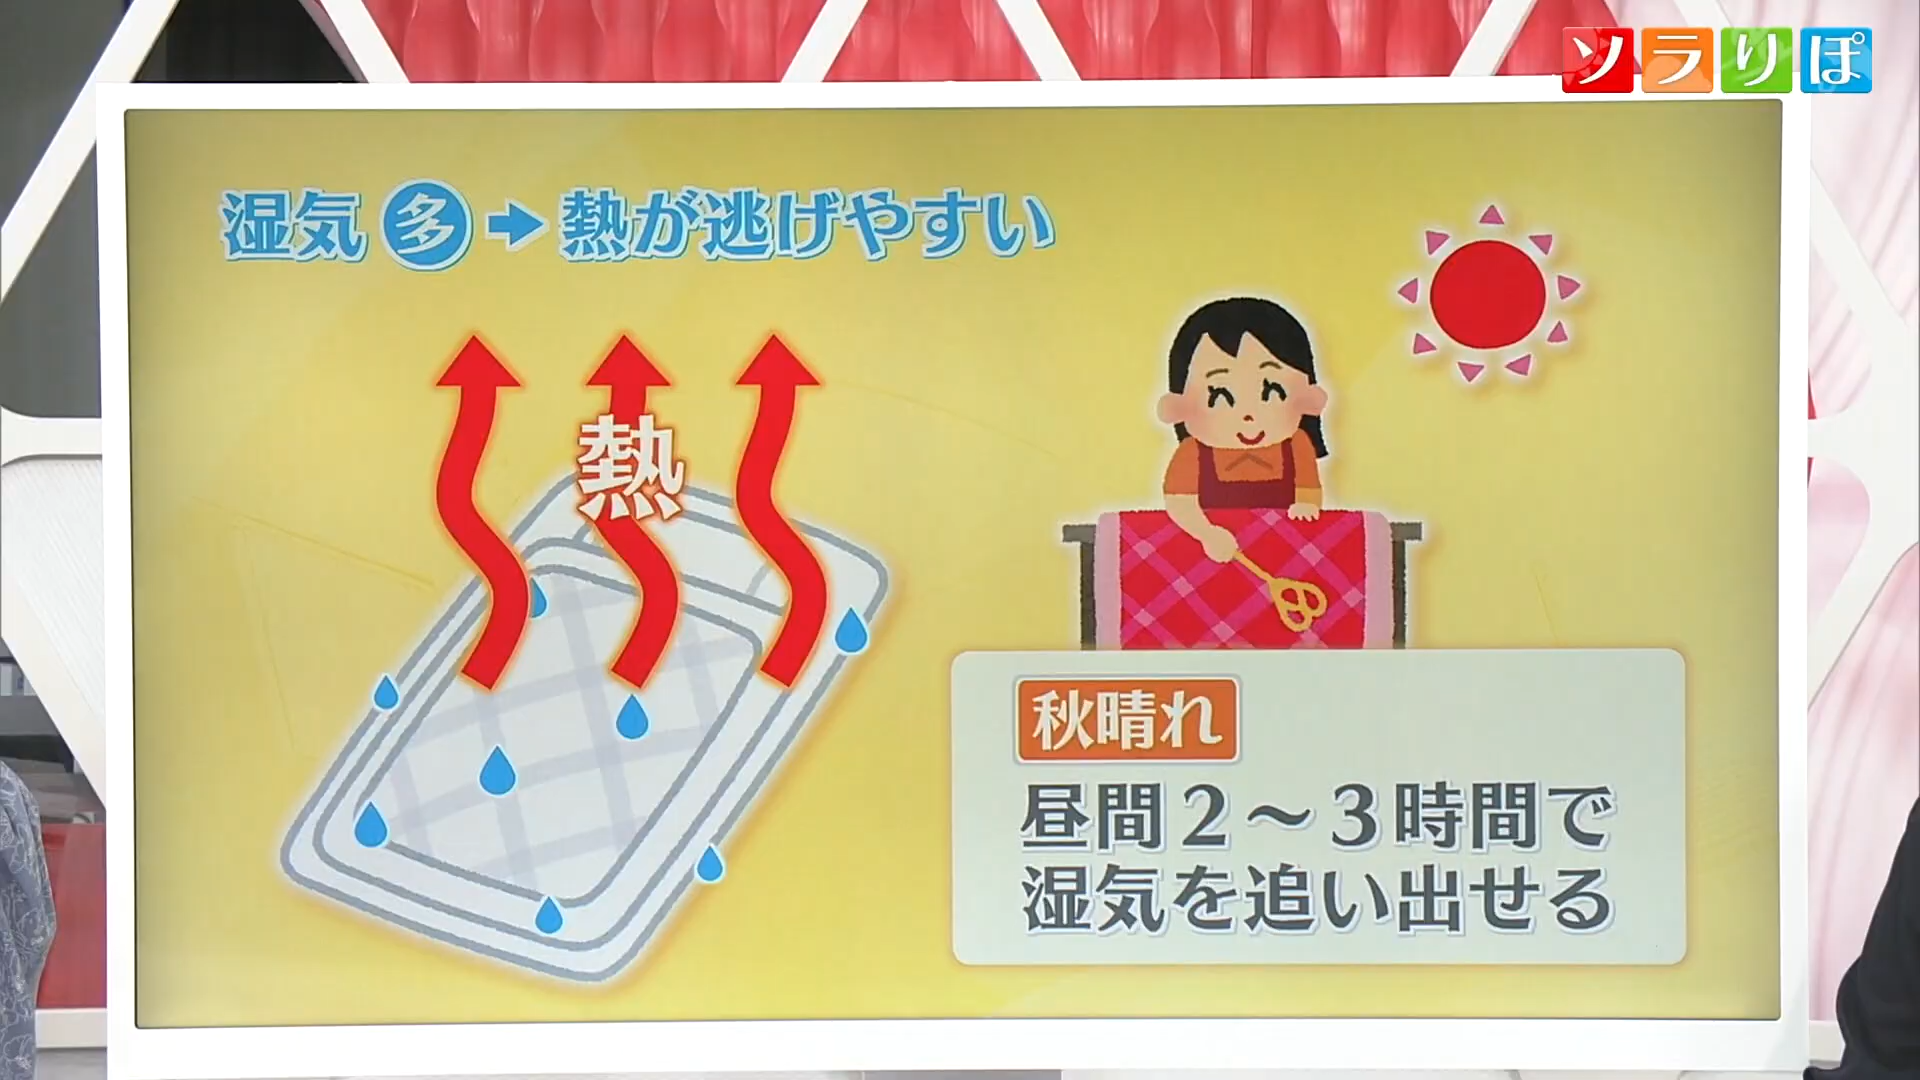 ソラりぽ
湿気 多 ➡ 熱が逃げやすい
熱
秋晴れ
昼間2～3時間で
湿気を追い出せる